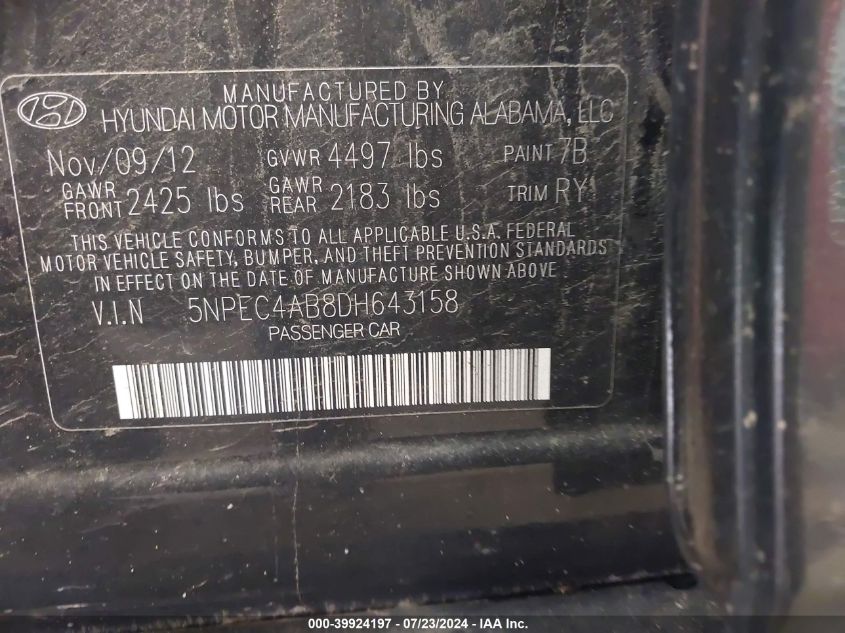 MANUFACTURED BY
HYUNDAI MOTOR MANUFACTURING ALABAMA, LLC
Nov/09/12 GVWR 4497 lbs PAINT 7B
GAWR FRONT 2425 lbs GAWR REAR 2183 lbs TRIM RY
THIS VEHICLE CONFORMS TO ALL APPLICABLE U.S.A. FEDERAL
MOTOR VEHICLE SAFETY, BUMPER, AND THEFT PREVENTION STANDARDS
IN EFFECT ON THE DATE OF MANUFACTURE SHOWN ABOVE
V.I.N 5NPEC4AB8DH643158
PASSENGER CAR
000-39924197 - 07/23/2024 - IAA Inc.